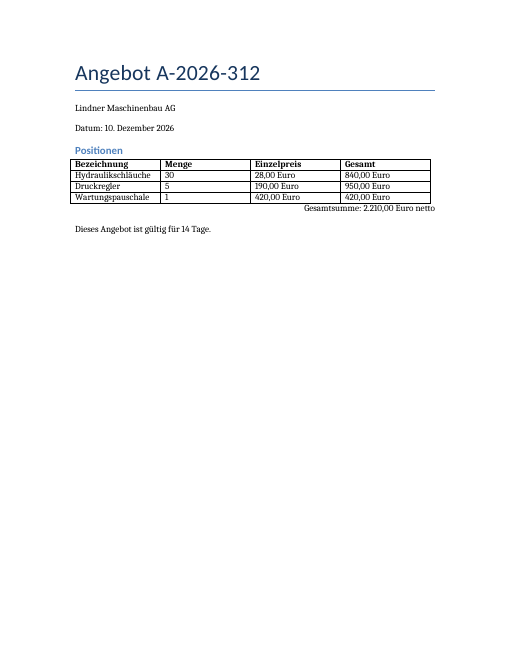 Angebot A-2026-312
Lindner Maschinenbau AG
Datum: 10. Dezember 2026
Positionen
Bezeichnung Menge Einzelpreis Gesamt
Hydraulikschläuche 30 28,00 Euro 840,00 Euro
Druckregler 5 190,00 Euro 950,00 Euro
Wartungspauschale 1 420,00 Euro 420,00 Euro
Gesamtsumme: 2.210,00 Euro netto
Dieses Angebot ist gültig für 14 Tage.